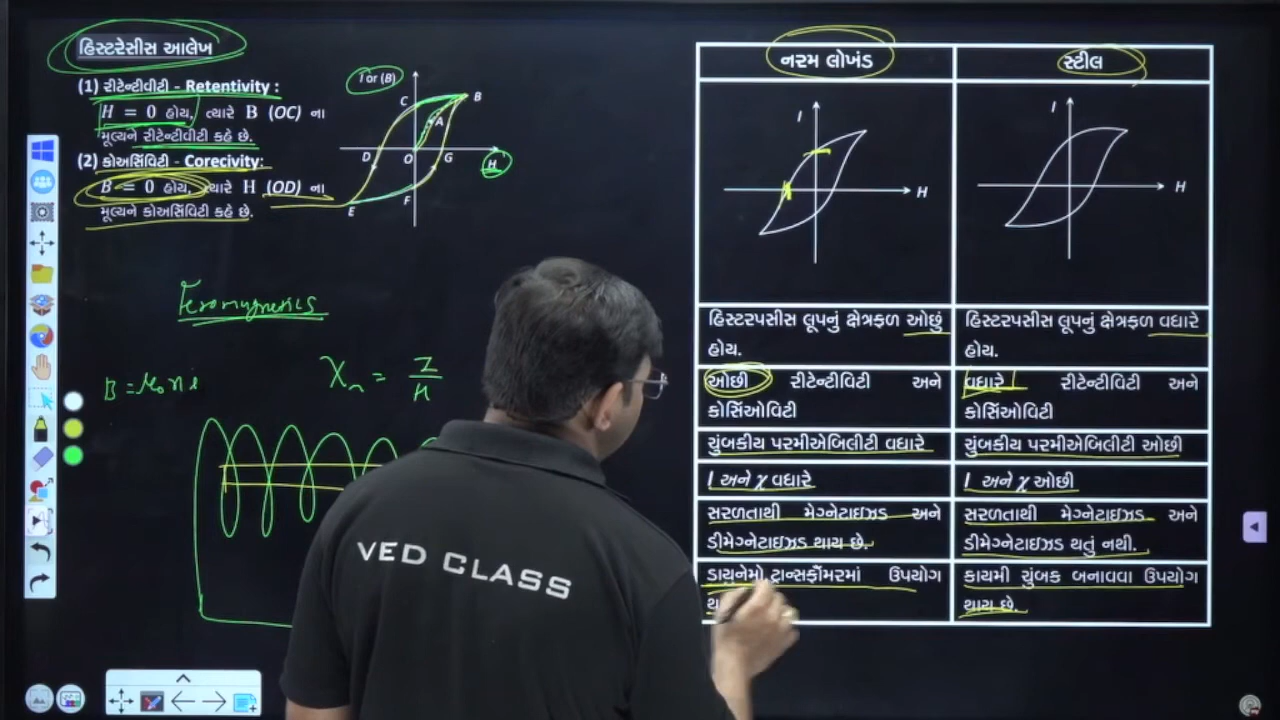 હિસ્ટરેસીસ આલેખ
(1) રીટેન્ટીવીટી - Retentivity :
H = 0 હોય, ત્યારે B (OC) ના
મૂલ્યને રીટેન્ટીવીટી કહે છે.
(2) કોઅર્સિવિટી - Corecivity:
B = 0 હોય, ત્યારે H (OD) ના
મૂલ્યને કોઅર્સિવિટી કહે છે.
I or (B)
C
B
A
D
O
G
H
E
F
B = μ0 n i
VED CLASS
નરમ લોખંડ
સ્ટીલ
I
H
I
H
હિસ્ટરપસીસ લૂપનું ક્ષેત્રફળ ઓછું
હોય.
હિસ્ટરપસીસ લૂપનું ક્ષેત્રફળ વધારે
હોય.
ઓછી રીટેન્ટીવિટી અને
કોર્સિઓવિટી
વધારે રીટેન્ટીવિટી અને
કોર્સિઓવિટી
ચુંબકીય પરમીએબિલીટી વધારે
ચુંબકીય પરમીએબિલીટી ઓછી
I અને χ વધારે
I અને χ ઓછી
સરળતાથી મેગ્નેટાઇઝડ અને
ડીમેગ્નેટાઇઝડ થાય છે.
સરળતાથી મેગ્નેટાઇઝડ અને
ડીમેગ્નેટાઇઝડ થતું નથી.
ડાયનેમો ટ્રાન્સફૉમરમાં ઉપયોગ
કાયમી ચુંબક બનાવવા ઉપયોગ
થાય છે.